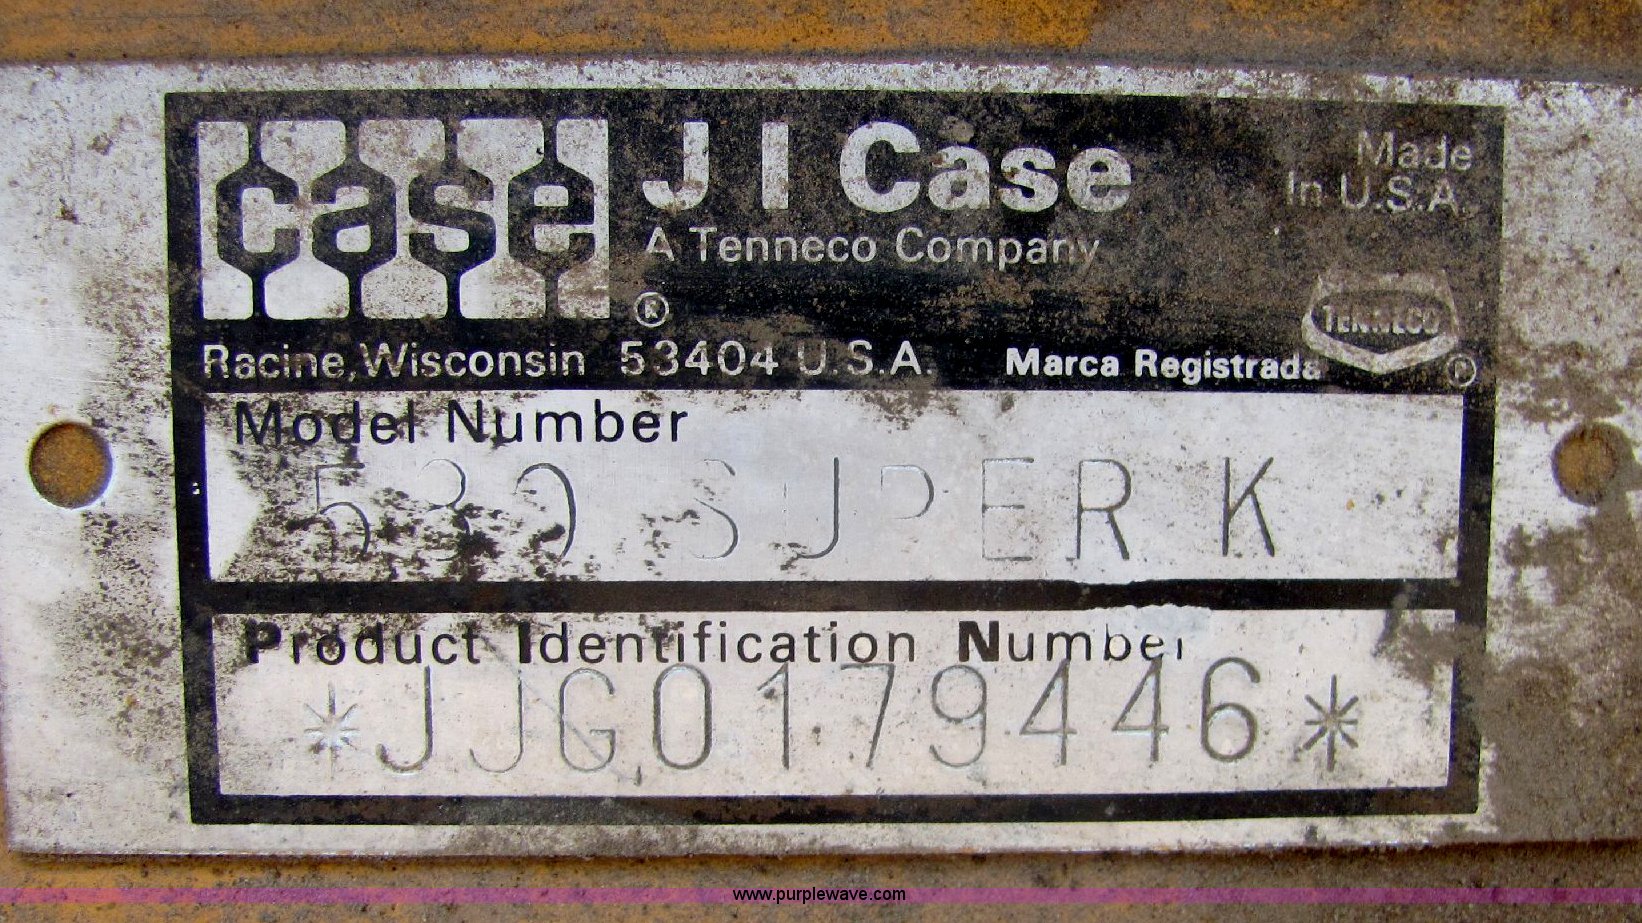 case
J I Case
A Tenneco Company
Made
In U.S.A.
®
TENNECO
®
Racine, Wisconsin 53404 U.S.A.
Marca Registrada
Model Number
580 SUPER K
Product Identification Number
*JJG0179446*
www.purplewave.com